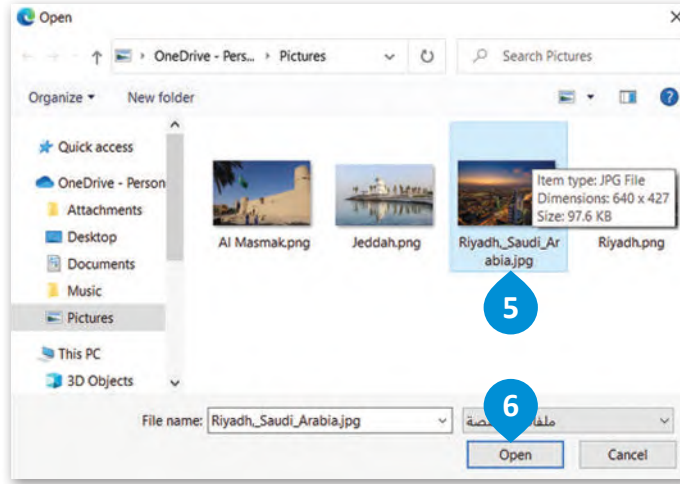 Open
OneDrive - Pers... Pictures
Search Pictures
Organize New folder
Quick access
OneDrive - Person
Attachments
Desktop
Documents
Music
Pictures
This PC
3D Objects
Al Masmak.png
Jeddah.png
Riyadh,_Saudi_Ar
abia.jpg
Riyadh.png
Item type: JPG File
Dimensions: 640 x 427
Size: 97.6 KB
5
File name: Riyadh,_Saudi_Arabia.jpg
6
Open Cancel